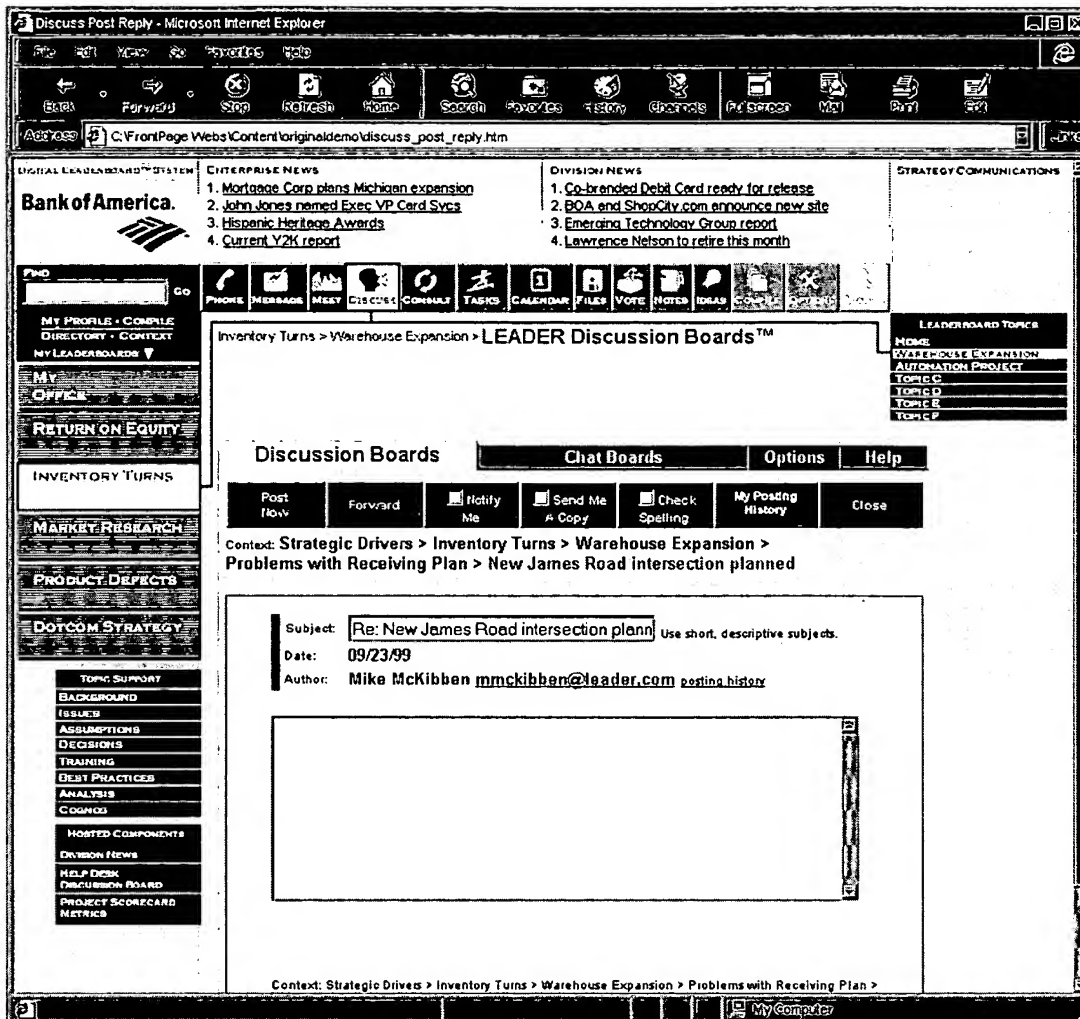 Discuss Post Reply - Microsoft Internet Explorer
File Edit View Go Favorites Help
Back Forward Stop Refresh Home Search Favorites History Channels Fullscreen Mail Print Edit
Address C:\FrontPage Webs\Content\originaldemo\discuss_post_reply.htm Links
DIGITAL LEADERBOARD™ SYSTEM
BankofAmerica.
ENTERPRISE NEWS
1. Mortgage Corp plans Michigan expansion
2. John Jones named Exec VP Card Svcs
3. Hispanic Heritage Awards
4. Current Y2K report
DIVISION NEWS
1. Co-branded Debit Card ready for release
2. BOA and ShopCity.com announce new site
3. Emerging Technology Group report
4. Lawrence Nelson to retire this month
STRATEGY COMMUNICATIONS
FIND
GO
PHONE MESSAGE MEET DISCUSS CONSULT TASKS CALENDAR FILES VOTE NOTES IDEAS COMPILE OPTIONS
MY PROFILE • COMPILE
DIRECTORY • CONTEXT
MY LEADERBOARDS ▼
MY
OFFICE
RETURN ON EQUITY
INVENTORY TURNS
MARKET RESEARCH
PRODUCT DEFECTS
DOTCOM STRATEGY
TOPIC SUPPORT
BACKGROUND
ISSUES
ASSUMPTIONS
DECISIONS
TRAINING
BEST PRACTICES
ANALYSIS
COGNOS
HOSTED COMPONENTS
DIVISION NEWS
HELP DESK
DISCUSSION BOARD
PROJECT SCORECARD
METRICS
Inventory Turns > Warehouse Expansion > LEADER Discussion Boards™
LEADERBOARD TOPICS
HOME
WAREHOUSE EXPANSION
AUTOMATION PROJECT
TOPIC C
TOPIC D
TOPIC E
TOPIC F
Discussion Boards Chat Boards Options Help
Post Now
Forward
Notify Me
Send Me A Copy
Check Spelling
My Posting History
Close
Context: Strategic Drivers > Inventory Turns > Warehouse Expansion >
Problems with Receiving Plan > New James Road intersection planned
Subject: Re: New James Road intersection plann Use short, descriptive subjects.
Date: 09/23/99
Author: Mike McKibben mmckibben@leader.com posting history
Context: Strategic Drivers > Inventory Turns > Warehouse Expansion > Problems with Receiving Plan >
My Computer